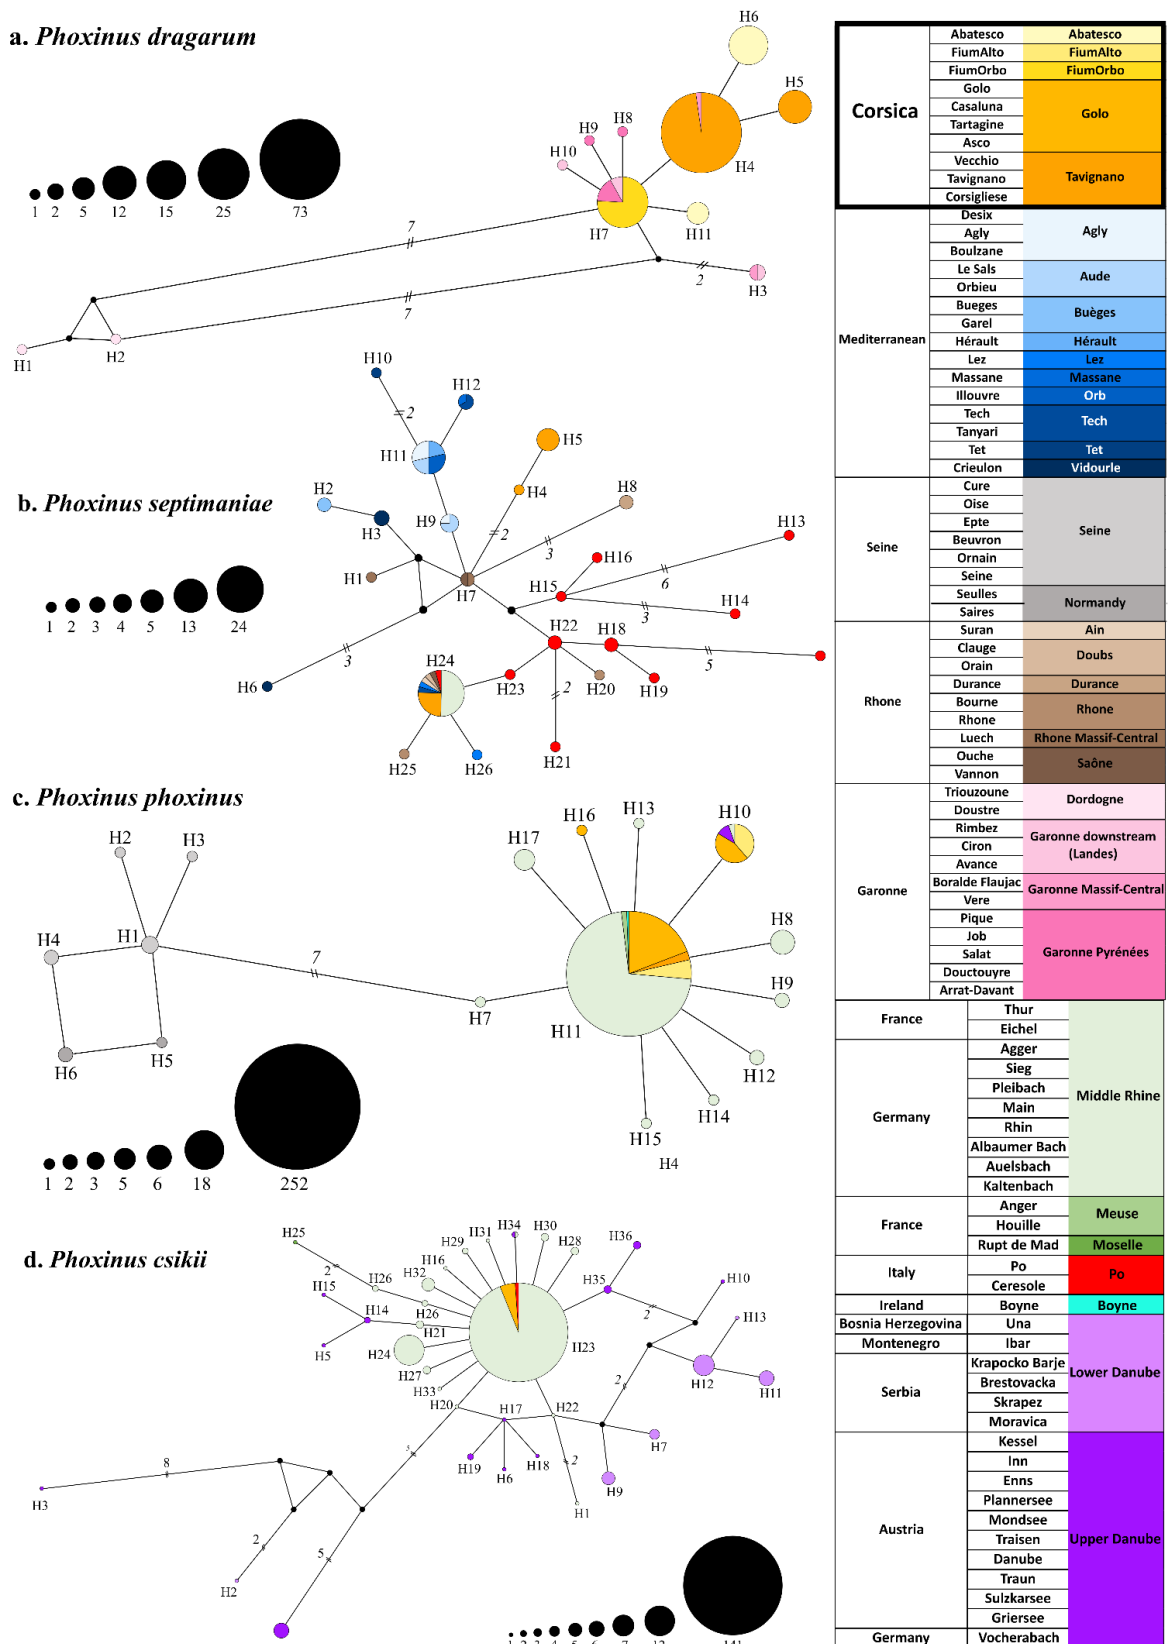 a. Phoxinus dragarum
H6
H5
H4
H8
H9
H10
H7
H11
H3
7
7
2
H1
H2
1 2 5 12 15 25 73
b. Phoxinus septimaniae
H10
H12
2
H11
H5
H4
H2
H3
H9
H8
H13
2
3
H1
H7
H16
H15
6
H14
3
H22
H18
5
3
H24
H6
H23
H20
H19
2
H25
H26
H21
1 2 3 4 5 13 24
c. Phoxinus phoxinus
H2
H3
H4
H1
H6
H5
7
H7
H17
H16
H13
H10
H8
H9
H11
H12
H14
H15
H4
1 2 3 5 6 18 252
d. Phoxinus csikii
H25
H29
H31
H34
H30
H28
H36
H16
H32
H26
2
H15
H14
H26
H21
H5
H24
H27
H33
H23
H35
H10
2
H13
H12
H11
2
H20
H17
H22
H7
H19
H6
H18
2
H9
H1
8
H3
2
H2
5
1 2 3 4 5 6 7 12 141
Corsica
Abatesco Abatesco
FiumAlto FiumAlto
FiumOrbo FiumOrbo
Golo
Casaluna
Tartagine
Asco
Golo
Vecchio
Tavignano
Corsigliese
Tavignano
Mediterranean
Desix
Agly
Boulzane
Agly
Le Sals
Orbieu
Aude
Bueges
Garel
Buèges
Hérault Hérault
Lez Lez
Massane Massane
Illouvre Orb
Tech
Tanyari
Tech
Tet Tet
Crieulon Vidourle
Seine
Cure
Oise
Epte
Beuvron
Ornain
Seine
Seine
Seulles
Saires
Normandy
Rhone
Suran Ain
Clauge
Orain
Doubs
Durance Durance
Bourne
Rhone
Rhone
Luech Rhone Massif-Central
Ouche
Vannon
Saône
Garonne
Triouzoune
Doustre
Dordogne
Rimbez
Ciron
Avance
Garonne downstream
(Landes)
Boralde Flaujac
Vere
Garonne Massif-Central
Pique
Job
Salat
Douctouyre
Arrat-Davant
Garonne Pyrénées
France
Thur
Eichel
Germany
Agger
Sieg
Pleibach
Main
Rhin
Albaumer Bach
Auelsbach
Kaltenbach
Middle Rhine
France
Anger
Houille
Meuse
Rupt de Mad Moselle
Italy
Po
Ceresole
Po
Ireland Boyne Boyne
Bosnia Herzegovina Una
Montenegro Ibar
Serbia
Krapocko Barje
Brestovacka
Skrapez
Moravica
Lower Danube
Austria
Kessel
Inn
Enns
Plannersee
Mondsee
Traisen
Danube
Traun
Sulzkarsee
Griersee
Upper Danube
Germany Vocherabach